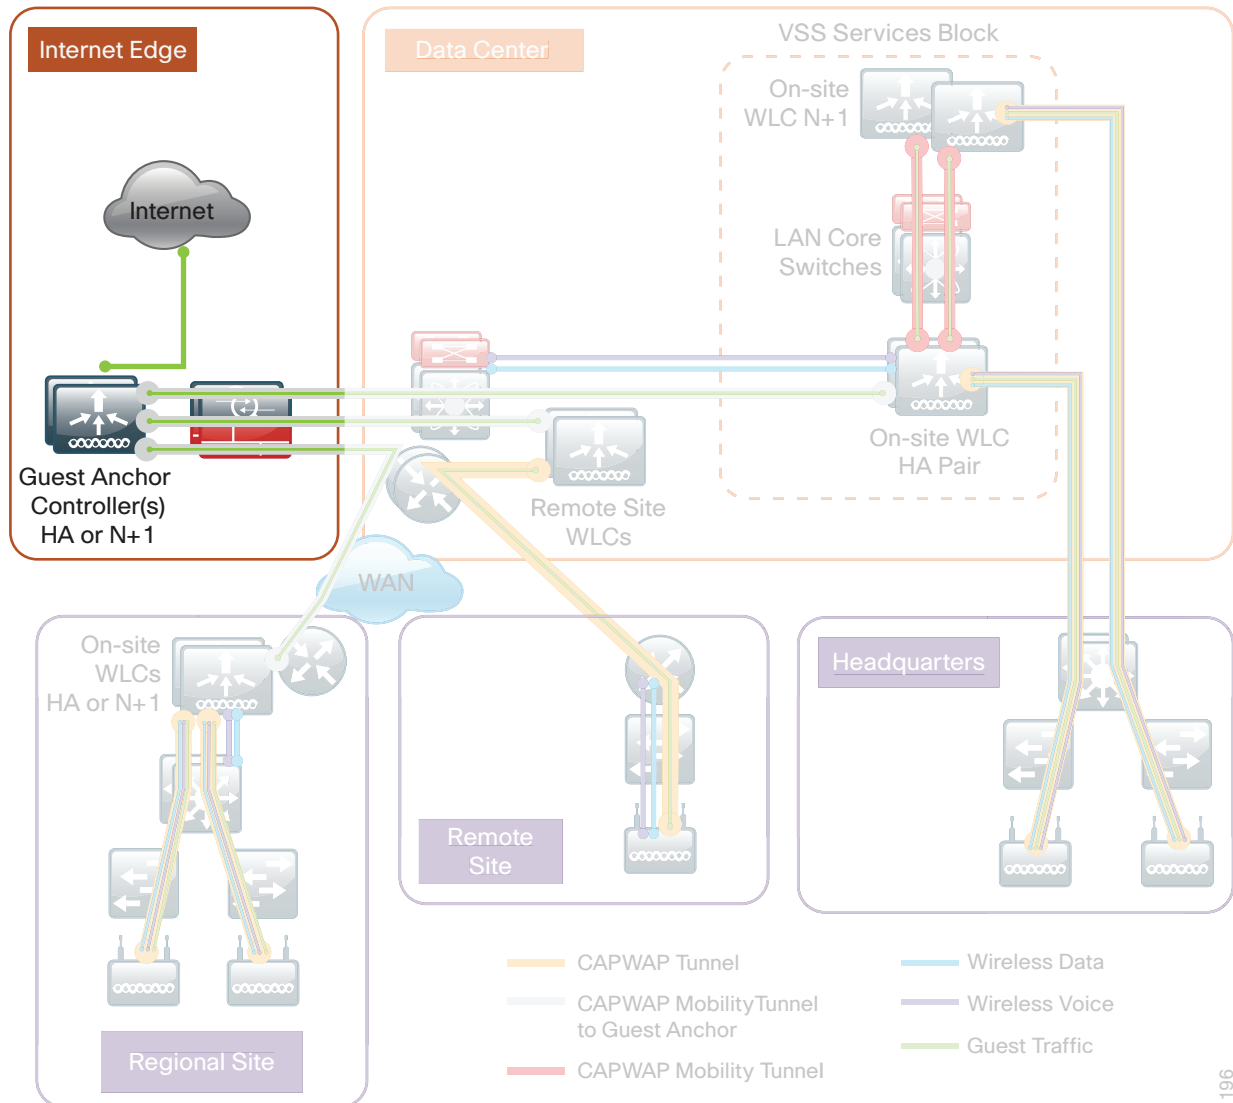 Internet Edge
Data Center
VSS Services Block
On-site
WLC N+1
Internet
LAN Core
Switches
Guest Anchor
Controller(s)
HA or N+1
On-site WLC
HA Pair
Remote Site
WLCs
WAN
On-site
WLCs
HA or N+1
Headquarters
Remote
Site
Regional Site
CAPWAP Tunnel
CAPWAP Mobility Tunnel
to Guest Anchor
CAPWAP Mobility Tunnel
Wireless Data
Wireless Voice
Guest Traffic
196